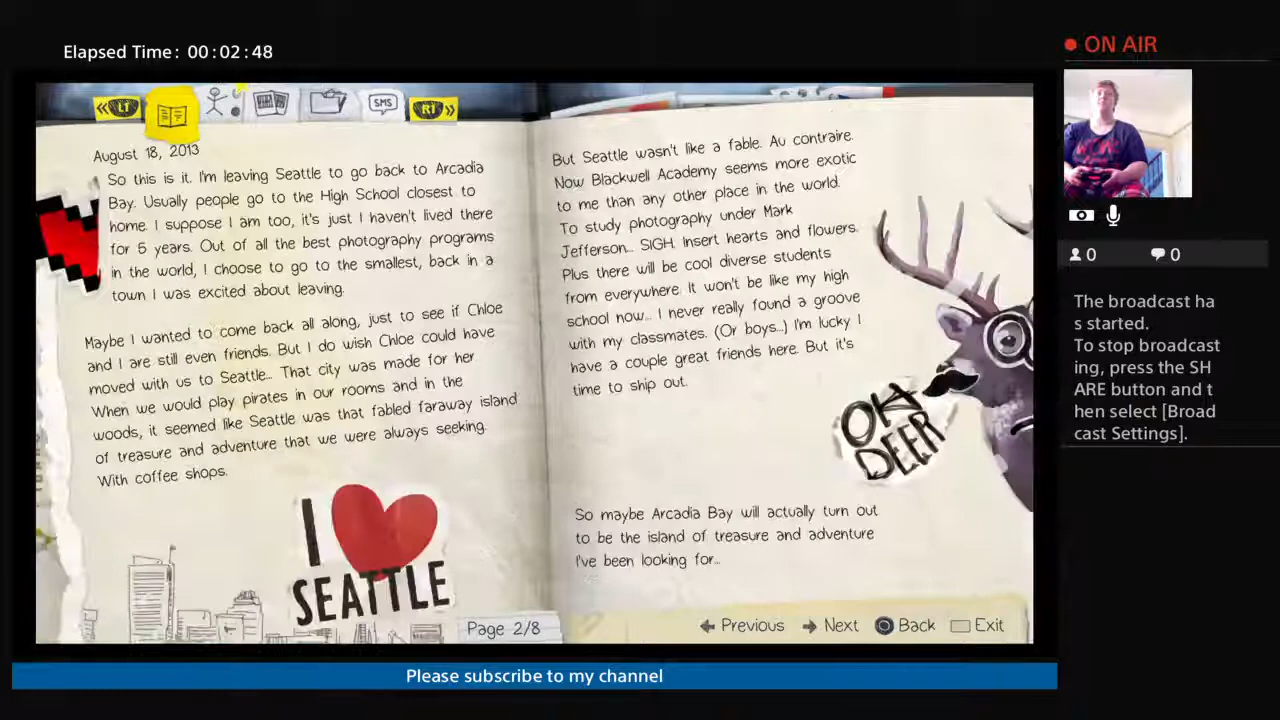 Elapsed Time: 00:02:48
ON AIR
SMS
August 18, 2013
So this is it. I'm leaving Seattle to go back to Arcadia
Bay. Usually people go to the High School closest to
home. I suppose I am too, it's just I haven't lived there
for 5 years. Out of all the best photography programs
in the world, I choose to go to the smallest, back in a
town I was excited about leaving.
Maybe I wanted to come back all along, just to see if Chloe
and I are still even friends. But I do wish Chloe could have
moved with us to Seattle... That city was made for her.
When we would play pirates in our rooms and in the
woods, it seemed like Seattle was that fabled faraway island
of treasure and adventure that we were always seeking.
With coffee shops.
I
SEATTLE
Page 2/8
But Seattle wasn't like a fable. Au contraire.
Now Blackwell Academy seems more exotic
to me than any other place in the world.
To study photography under Mark
Jefferson... SIGH. Insert hearts and flowers.
Plus there will be cool diverse students
from everywhere. It won't be like my high
school now... I never really found a groove
with my classmates. (Or boys...) I'm lucky I
have a couple great friends here. But it's
time to ship out.
OH
DEER
So maybe Arcadia Bay will actually turn out
to be the island of treasure and adventure
I've been looking for...
Previous Next Back Exit
0 0
The broadcast ha
s started.
To stop broadcast
ing, press the SH
ARE button and t
hen select [Broad
cast Settings].
Please subscribe to my channel